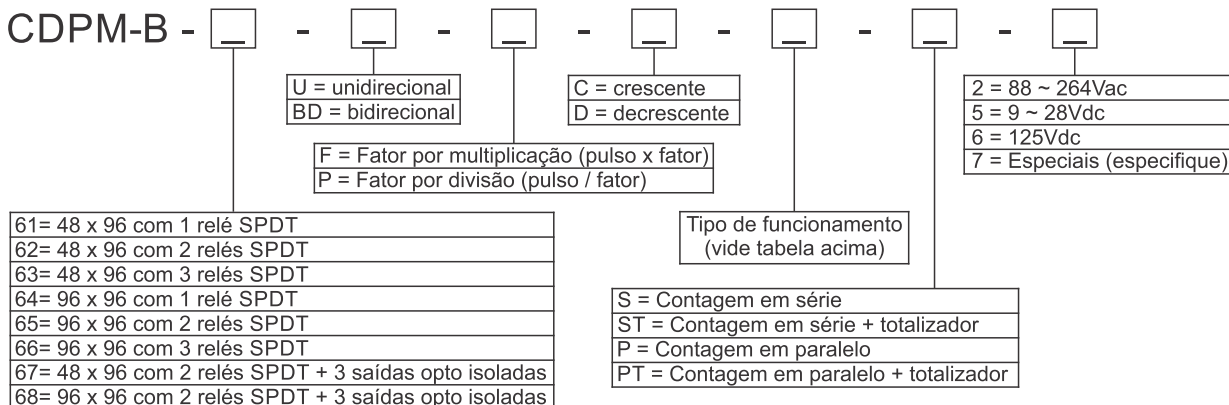 CDPM-B - _ - _ - _ - _ - _ - _ - _
U = unidirecional
BD = bidirecional
C = crescente
D = decrescente
2 = 88 ~ 264Vac
5 = 9 ~ 28Vdc
6 = 125Vdc
7 = Especiais (especifique)
F = Fator por multiplicação (pulso x fator)
P = Fator por divisão (pulso / fator)
61= 48 x 96 com 1 relé SPDT
62= 48 x 96 com 2 relés SPDT
63= 48 x 96 com 3 relés SPDT
64= 96 x 96 com 1 relé SPDT
65= 96 x 96 com 2 relés SPDT
66= 96 x 96 com 3 relés SPDT
67= 48 x 96 com 2 relés SPDT + 3 saídas opto isoladas
68= 96 x 96 com 2 relés SPDT + 3 saídas opto isoladas
Tipo de funcionamento
(vide tabela acima)
S = Contagem em série
ST = Contagem em série + totalizador
P = Contagem em paralelo
PT = Contagem em paralelo + totalizador